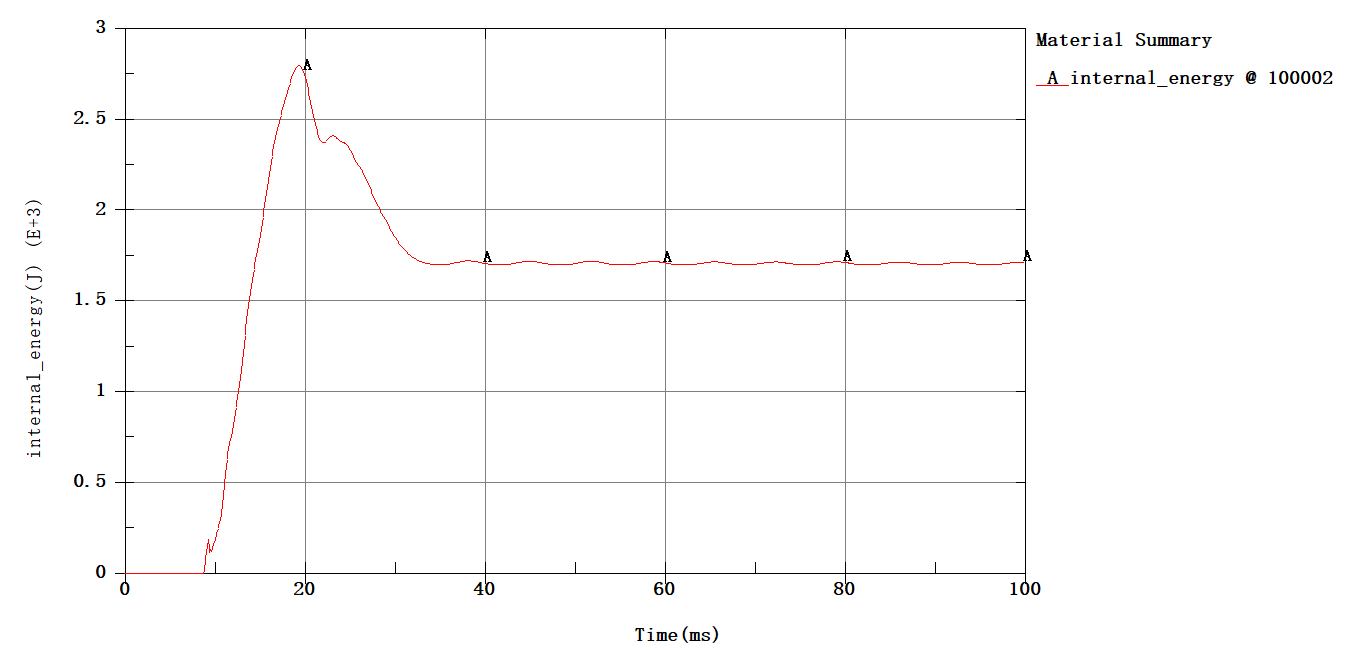 Material Summary
A internal_energy @ 100002
internal_energy(J) (E+3)
3
2.5
2
1.5
1
0.5
0
A
A
A
A
A
0
20
40
60
80
100
Time(ms)